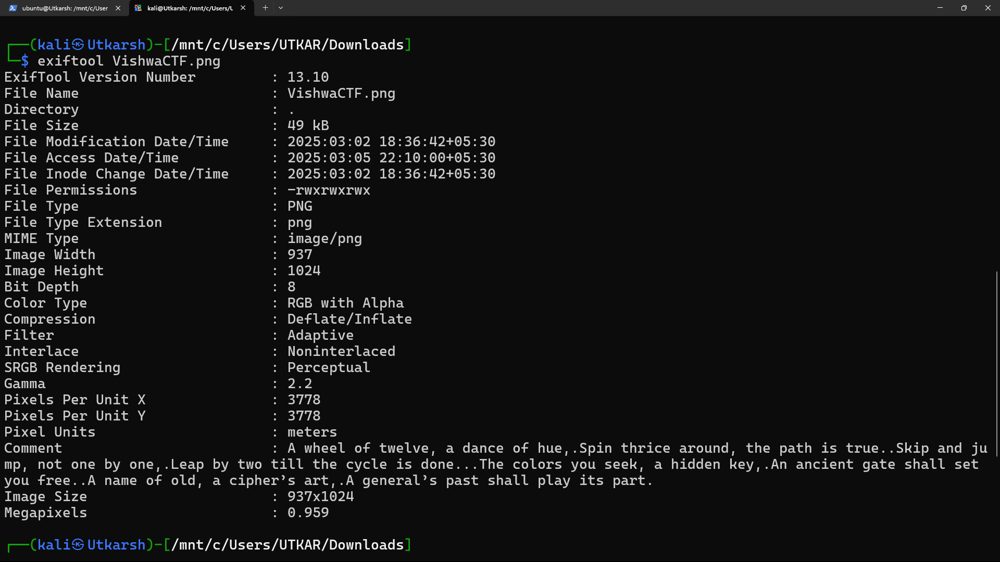 ubuntu@Utkarsh: /mnt/c/User
kali@Utkarsh: /mnt/c/Users/U
┌──(kali㉿Utkarsh)-[/mnt/c/Users/UTKAR/Downloads]
└─$ exiftool VishwaCTF.png
ExifTool Version Number         : 13.10
File Name                       : VishwaCTF.png
Directory                       : .
File Size                       : 49 kB
File Modification Date/Time     : 2025:03:02 18:36:42+05:30
File Access Date/Time           : 2025:03:05 22:10:00+05:30
File Inode Change Date/Time     : 2025:03:02 18:36:42+05:30
File Permissions                : -rwxrwxrwx
File Type                       : PNG
File Type Extension             : png
MIME Type                       : image/png
Image Width                     : 937
Image Height                    : 1024
Bit Depth                       : 8
Color Type                      : RGB with Alpha
Compression                     : Deflate/Inflate
Filter                          : Adaptive
Interlace                       : Noninterlaced
SRGB Rendering                  : Perceptual
Gamma                           : 2.2
Pixels Per Unit X               : 3778
Pixels Per Unit Y               : 3778
Pixel Units                     : meters
Comment                         : A wheel of twelve, a dance of hue,.Spin thrice around, the path is true..Skip and ju
mp, not one by one,.Leap by two till the cycle is done...The colors you seek, a hidden key,.An ancient gate shall set
you free..A name of old, a cipher’s art,.A general’s past shall play its part.
Image Size                      : 937x1024
Megapixels                      : 0.959
┌──(kali㉿Utkarsh)-[/mnt/c/Users/UTKAR/Downloads]